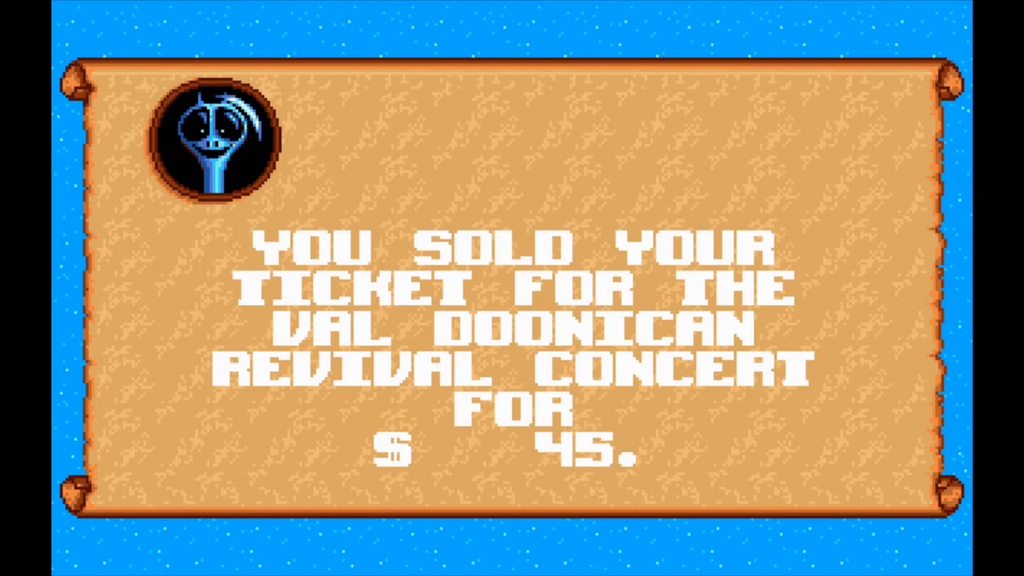 YOU SOLD YOUR
TICKET FOR THE
VAL DOONICAN
REVIVAL CONCERT
FOR
$ 45.